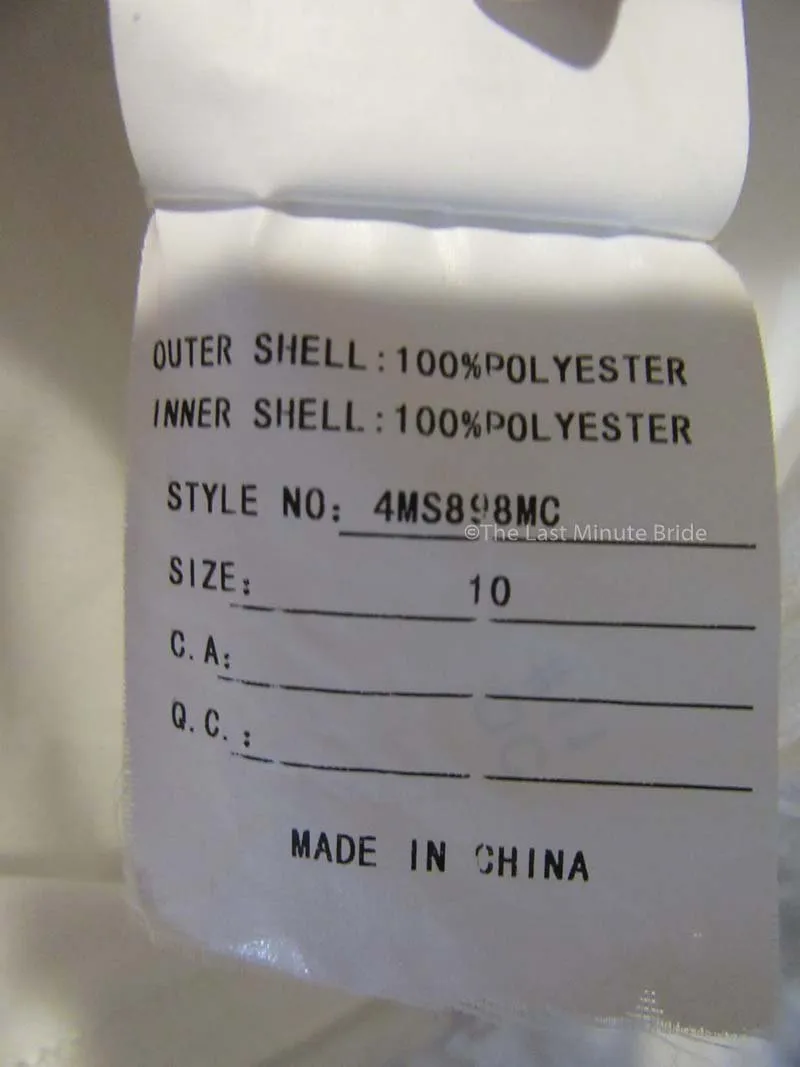 OUTER SHELL:100%POLYESTER
INNER SHELL:100%POLYESTER
STYLE NO: 4MS898MC
©The Last Minute Bride
SIZE: 10
C.A:
Q.C.:
MADE IN CHINA